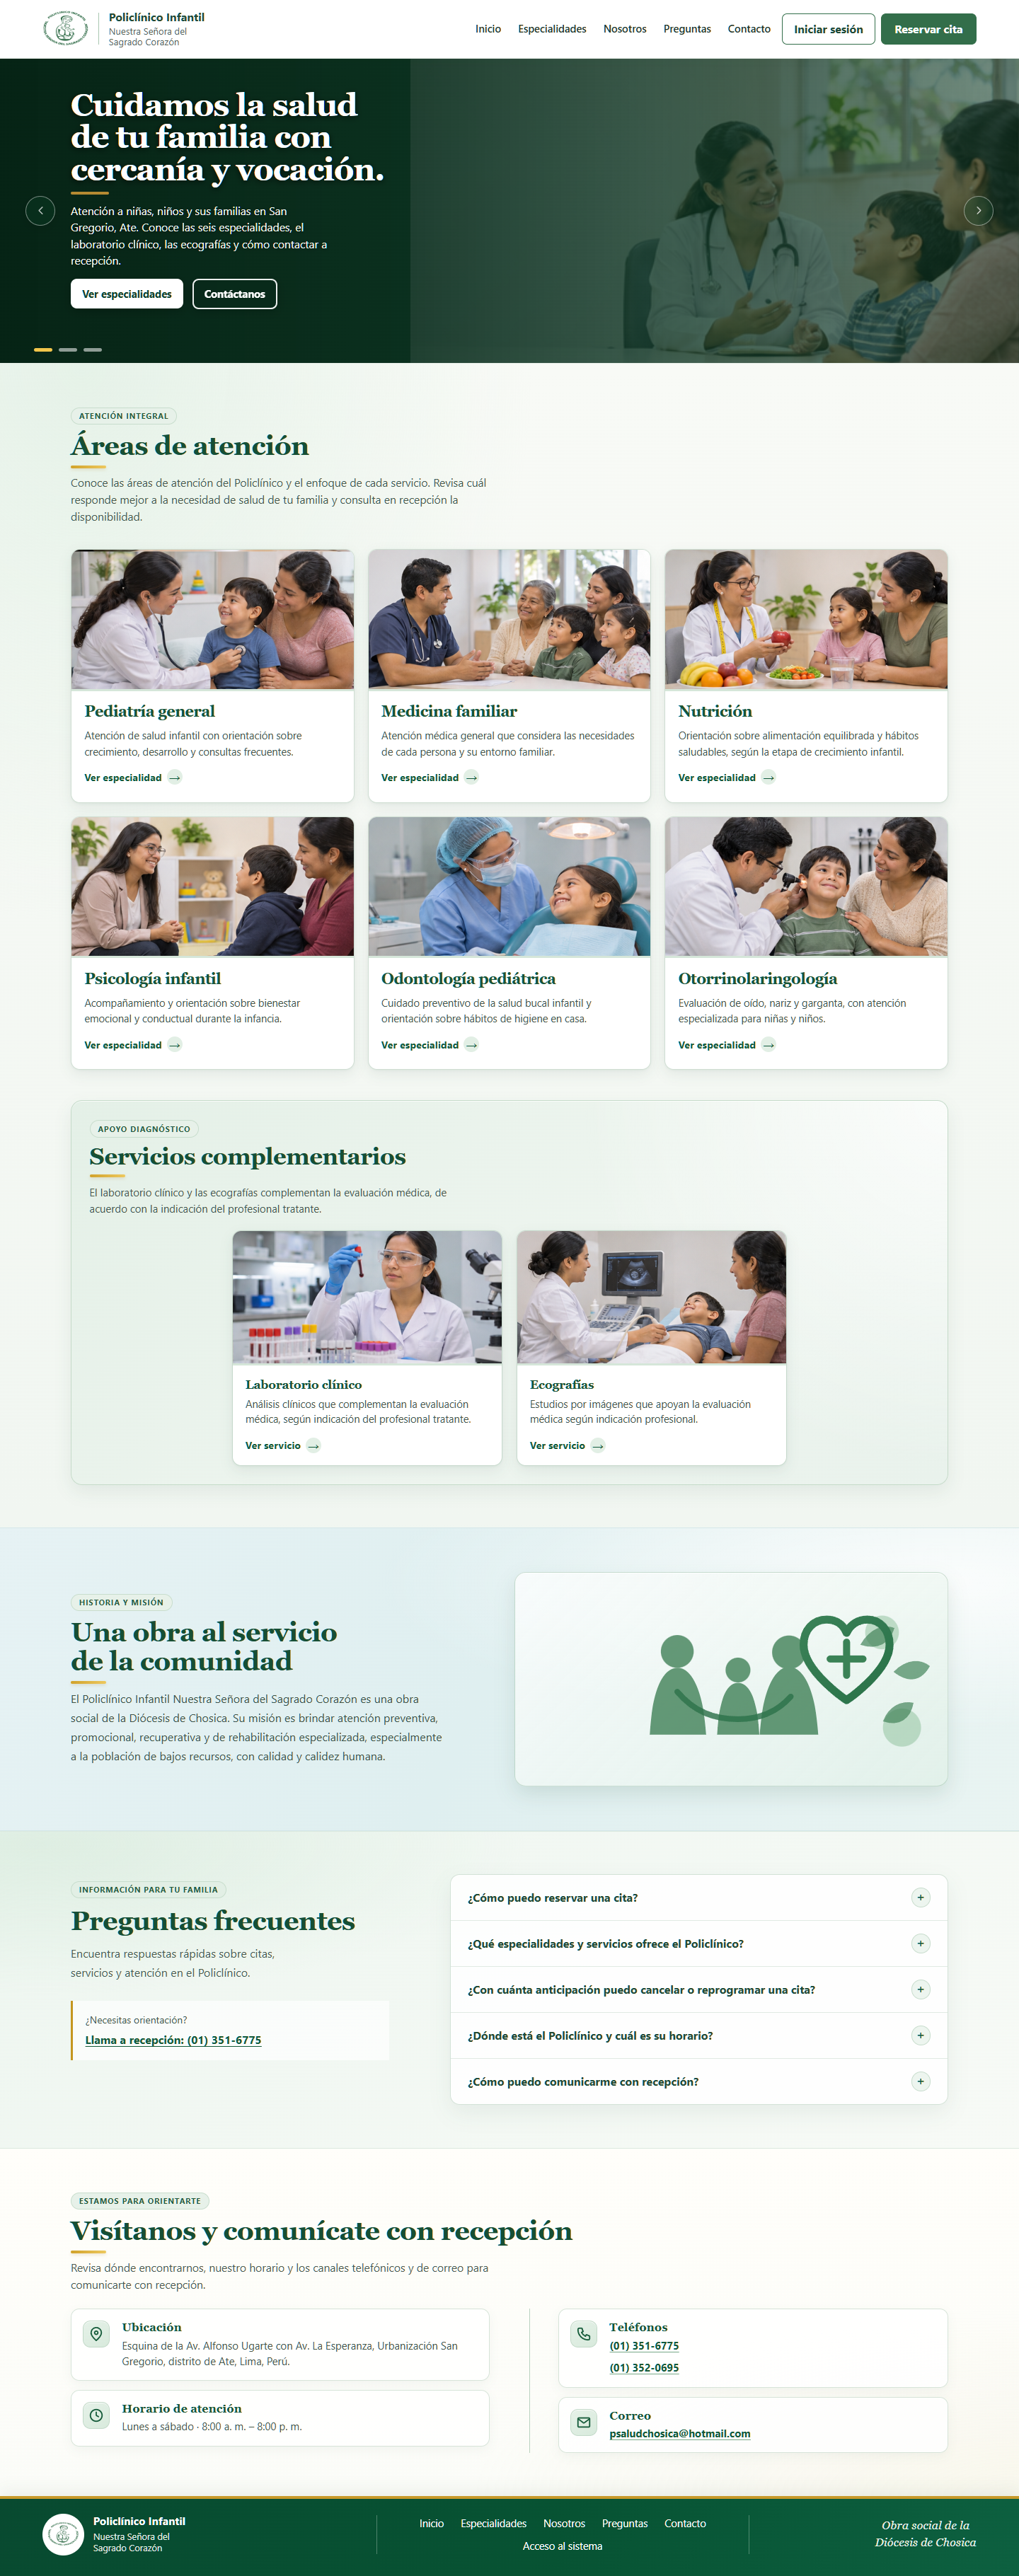 Policlínico Infantil
Nuestra Señora del
Sagrado Corazón
Inicio
Especialidades
Nosotros
Preguntas
Contacto
Iniciar sesión
Reservar cita
Cuidamos la salud
de tu familia con
cercanía y vocación.
Atención a niñas, niños y sus familias en San
Gregorio, Ate. Conoce las seis especialidades, el
laboratorio clínico, las ecografías y cómo contactar a
recepción.
Ver especialidades
Contáctanos
ATENCIÓN INTEGRAL
Áreas de atención
Conoce las áreas de atención del Policlínico y el enfoque de cada servicio. Revisa cuál
responde mejor a la necesidad de salud de tu familia y consulta en recepción la
disponibilidad.
Pediatría general
Atención de salud infantil con orientación sobre
crecimiento, desarrollo y consultas frecuentes.
Ver especialidad →
Medicina familiar
Atención médica general que considera las necesidades
de cada persona y su entorno familiar.
Ver especialidad →
Nutrición
Orientación sobre alimentación equilibrada y hábitos
saludables, según la etapa de crecimiento infantil.
Ver especialidad →
Psicología infantil
Acompañamiento y orientación sobre bienestar
emocional y conductual durante la infancia.
Ver especialidad →
Odontología pediátrica
Cuidado preventivo de la salud bucal infantil y
orientación sobre hábitos de higiene en casa.
Ver especialidad →
Otorrinolaringología
Evaluación de oído, nariz y garganta, con atención
especializada para niñas y niños.
Ver especialidad →
APOYO DIAGNÓSTICO
Servicios complementarios
El laboratorio clínico y las ecografías complementan la evaluación médica, de
acuerdo con la indicación del profesional tratante.
Laboratorio clínico
Análisis clínicos que complementan la evaluación
médica, según indicación del profesional tratante.
Ver servicio →
Ecografías
Estudios por imágenes que apoyan la evaluación
médica según indicación profesional.
Ver servicio →
HISTORIA Y MISIÓN
Una obra al servicio
de la comunidad
El Policlínico Infantil Nuestra Señora del Sagrado Corazón es una obra
social de la Diócesis de Chosica. Su misión es brindar atención preventiva,
promocional, recuperativa y de rehabilitación especializada, especialmente
a la población de bajos recursos, con calidad y calidez humana.
INFORMACIÓN PARA TU FAMILIA
Preguntas frecuentes
Encuentra respuestas rápidas sobre citas,
servicios y atención en el Policlínico.
¿Necesitas orientación?
Llama a recepción: (01) 351-6775
¿Cómo puedo reservar una cita? +
¿Qué especialidades y servicios ofrece el Policlínico? +
¿Con cuánta anticipación puedo cancelar o reprogramar una cita? +
¿Dónde está el Policlínico y cuál es su horario? +
¿Cómo puedo comunicarme con recepción? +
ESTAMOS PARA ORIENTARTE
Visítanos y comunícate con recepción
Revisa dónde encontrarnos, nuestro horario y los canales telefónicos y de correo para
comunicarte con recepción.
Ubicación
Esquina de la Av. Alfonso Ugarte con Av. La Esperanza, Urbanización San
Gregorio, distrito de Ate, Lima, Perú.
Horario de atención
Lunes a sábado · 8:00 a. m. – 8:00 p. m.
Teléfonos
(01) 351-6775
(01) 352-0695
Correo
psaludchosica@hotmail.com
Policlínico Infantil
Nuestra Señora del
Sagrado Corazón
Inicio
Especialidades
Nosotros
Preguntas
Contacto
Acceso al sistema
Obra social de la
Diócesis de Chosica